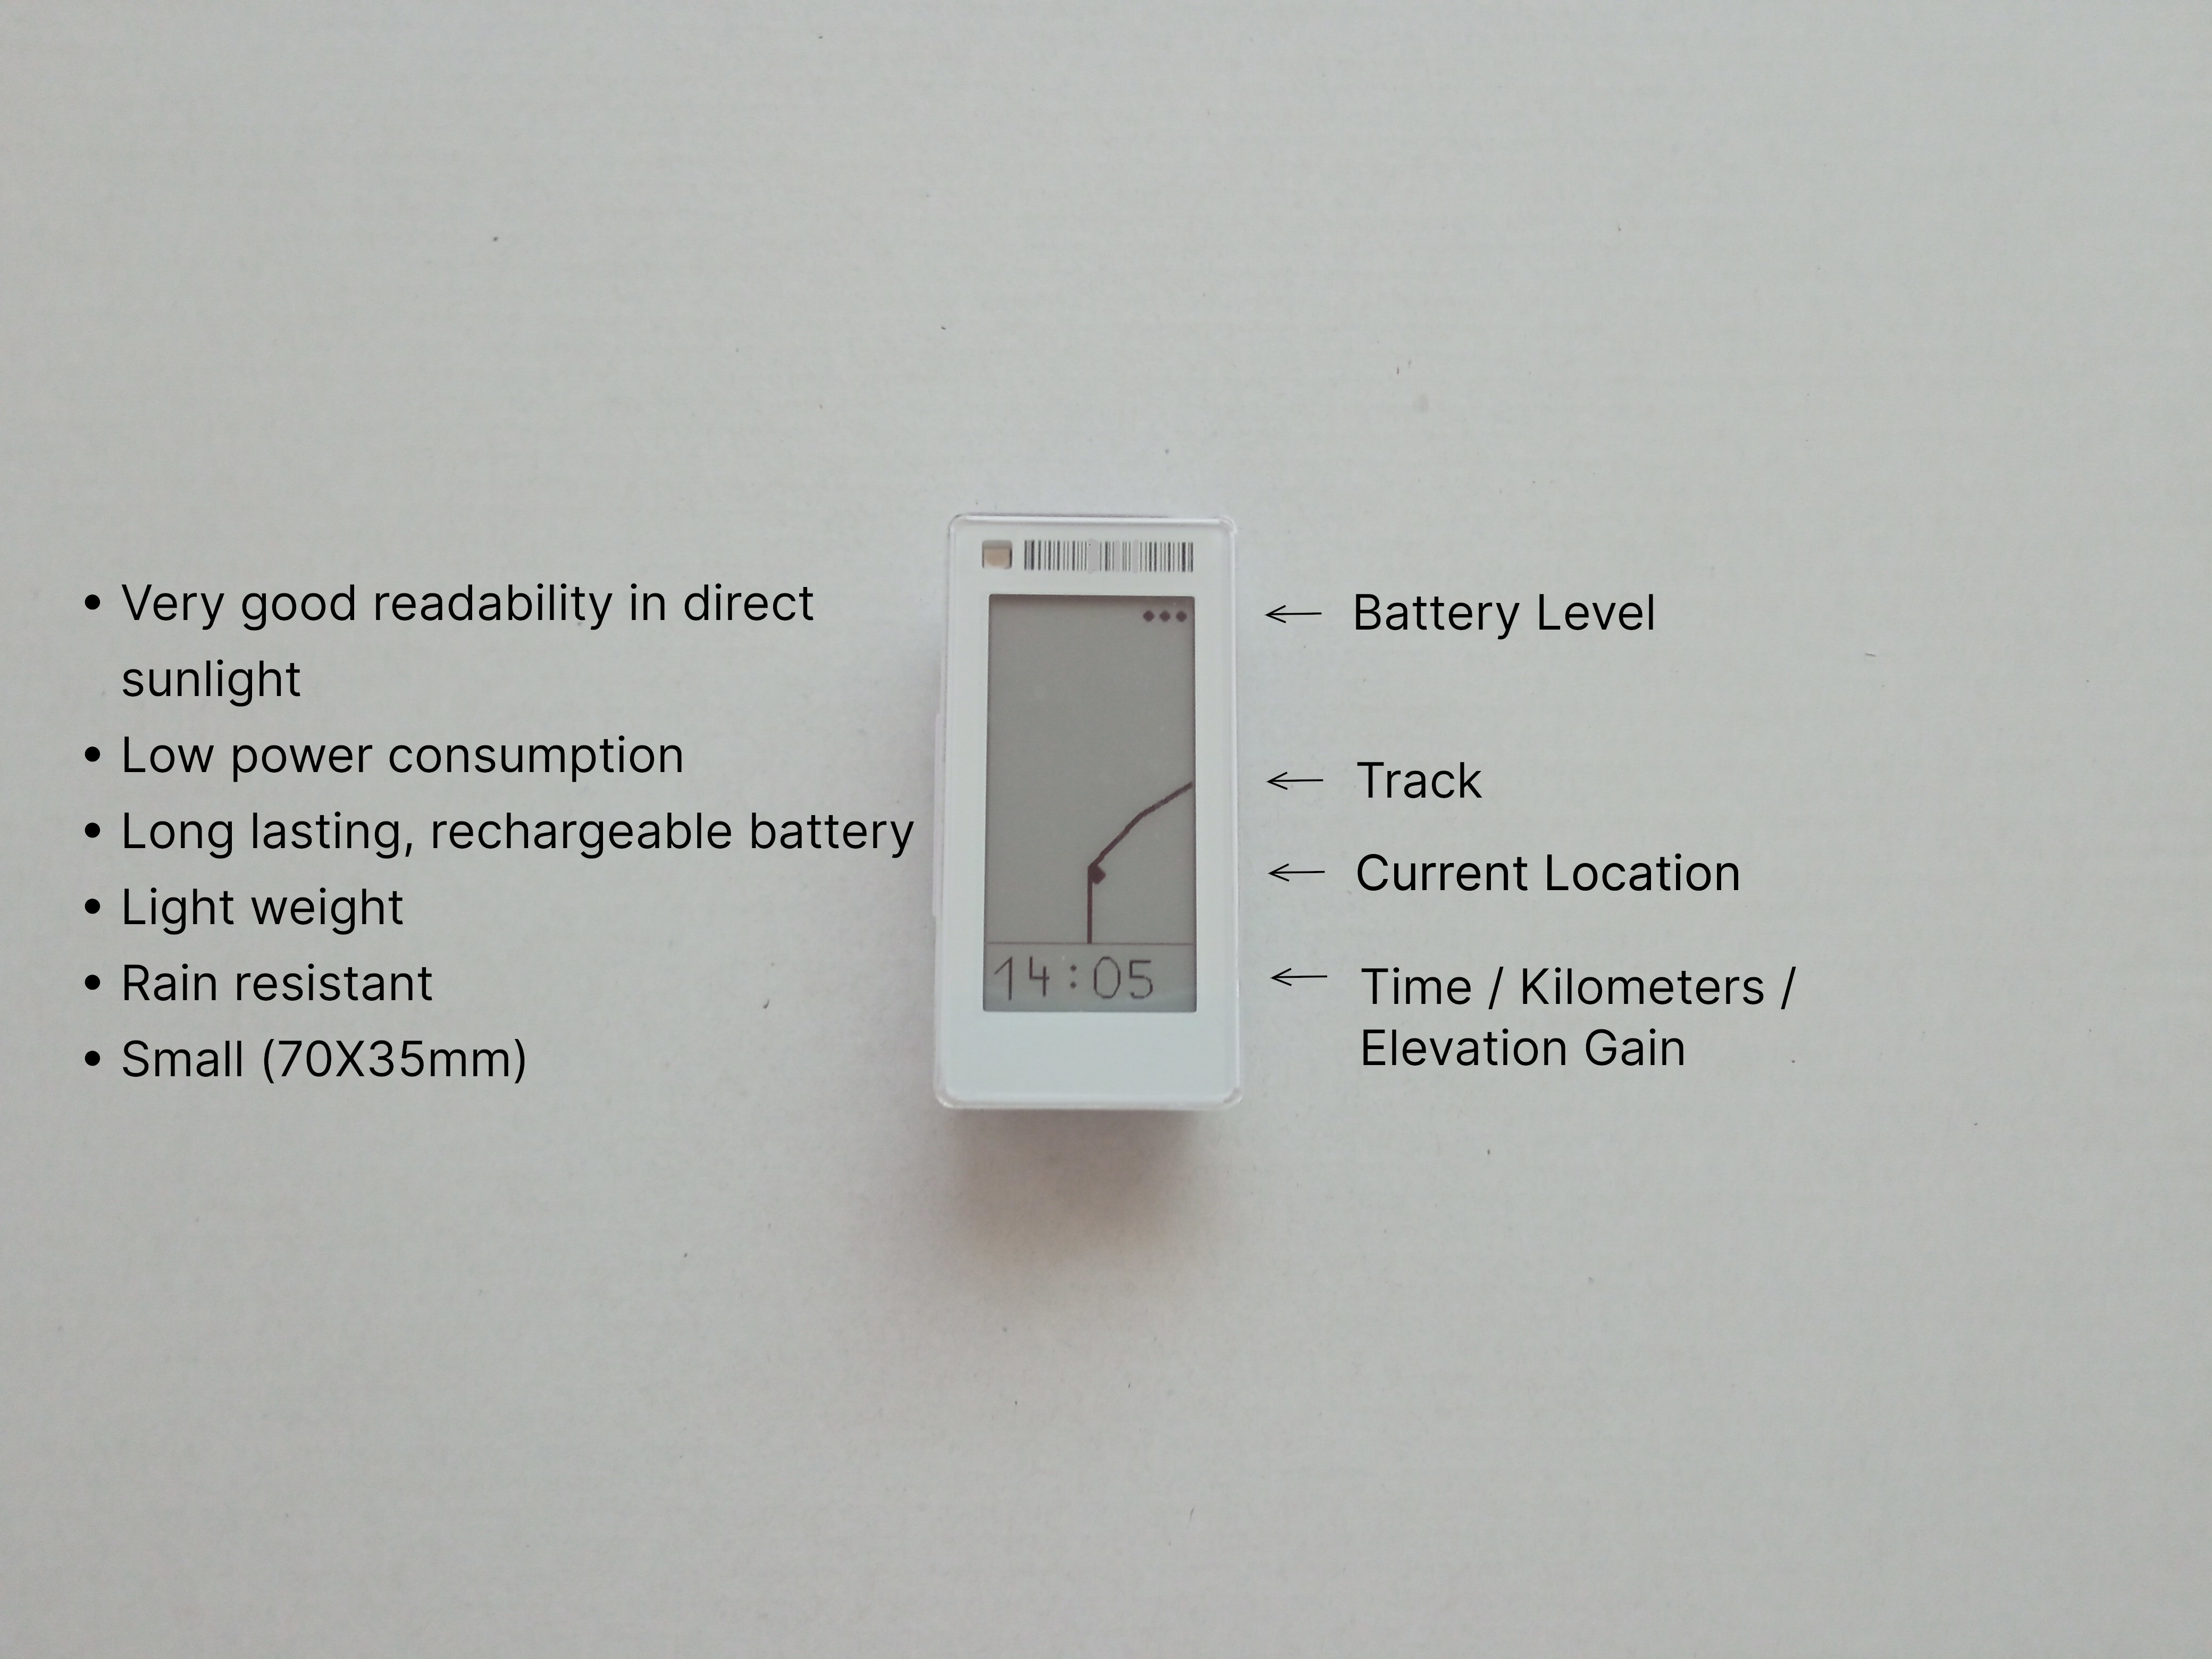 • Very good readability in direct
sunlight
• Low power consumption
• Long lasting, rechargeable battery
• Light weight
• Rain resistant
• Small (70X35mm)
14:05
← Battery Level
← Track
← Current Location
← Time / Kilometers /
Elevation Gain